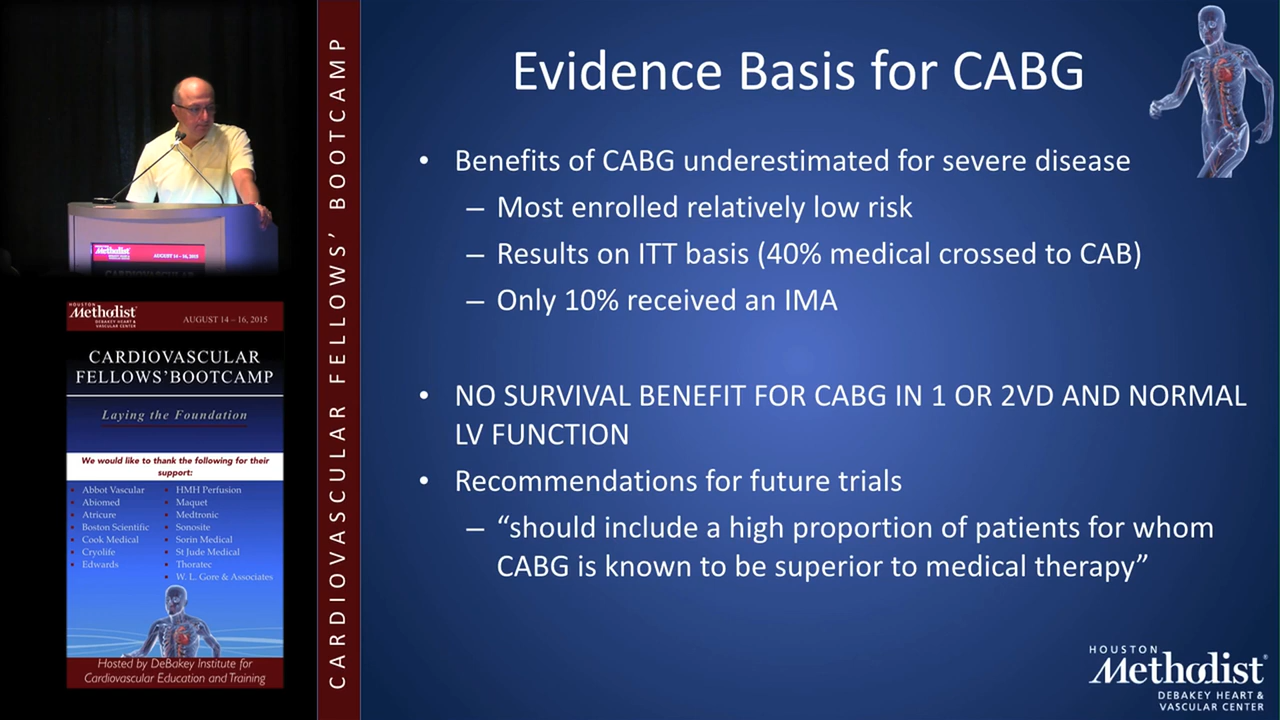 Evidence Basis for CABG
• Benefits of CABG underestimated for severe disease
– Most enrolled relatively low risk
– Results on ITT basis (40% medical crossed to CAB)
– Only 10% received an IMA
• NO SURVIVAL BENEFIT FOR CABG IN 1 OR 2VD AND NORMAL
LV FUNCTION
• Recommendations for future trials
– “should include a high proportion of patients for whom
CABG is known to be superior to medical therapy”
HOUSTON
Methodist
DEBAKEY HEART &
VASCULAR CENTER
CARDIOVASCULAR FELLOWS’ BOOTCAMP
Methodist
AUGUST 14 - 16, 2015
HOUSTON
Methodist
DEBAKEY HEART &
VASCULAR CENTER
AUGUST 14 – 16, 2015
CARDIOVASCULAR
FELLOWS’BOOTCAMP
Laying the Foundation
We would like to thank the following for their
support:
• Abbot Vascular
• Abiomed
• Atricure
• Boston Scientific
• Cook Medical
• Cryolife
• Edwards
• HMH Perfusion
• Maquet
• Medtronic
• Sonosite
• Sorin Medical
• St Jude Medical
• Thoratec
• W. L. Gore & Associates
Hosted by DeBakey Institute for
Cardiovascular Education and Training